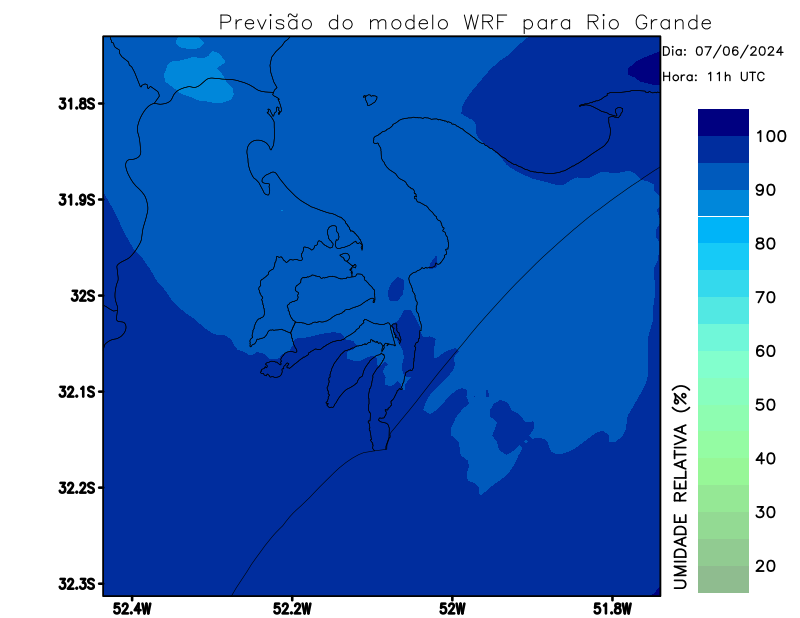 Previsão do modelo WRF para Rio Grande
Dia: 07/06/2024
Hora: 11h UTC
31.8S
31.9S
32S
32.1S
32.2S
32.3S
52.4W
52.2W
52W
51.8W
UMIDADE RELATIVA (%)
100
90
80
70
60
50
40
30
20